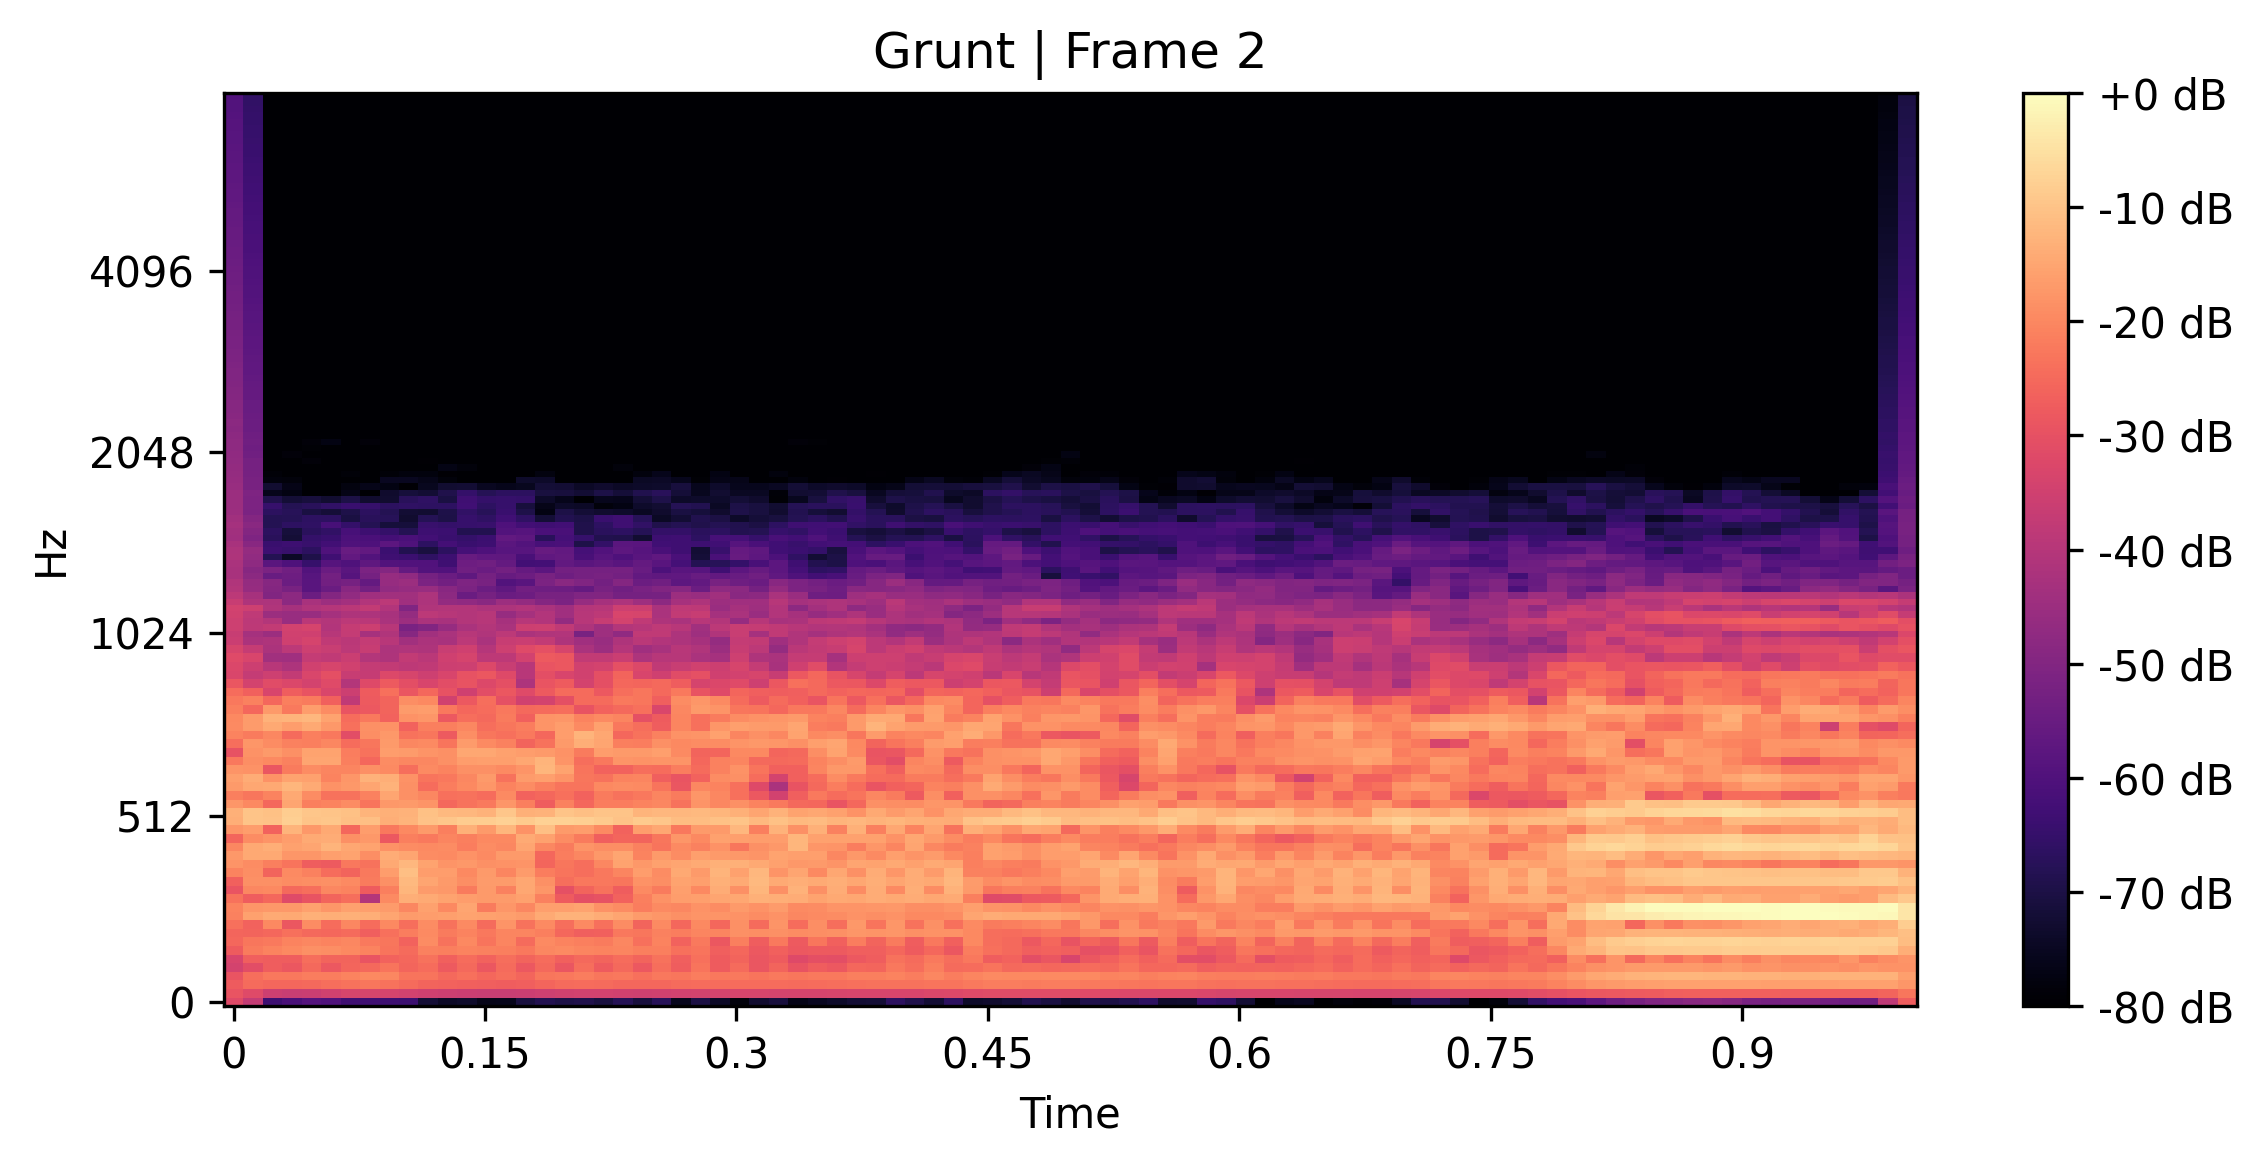 Grunt | Frame 2
+0 dB
-10 dB
-20 dB
-30 dB
-40 dB
-50 dB
-60 dB
-70 dB
-80 dB
Hz
4096
2048
1024
512
0
0 0.15 0.3 0.45 0.6 0.75 0.9
Time